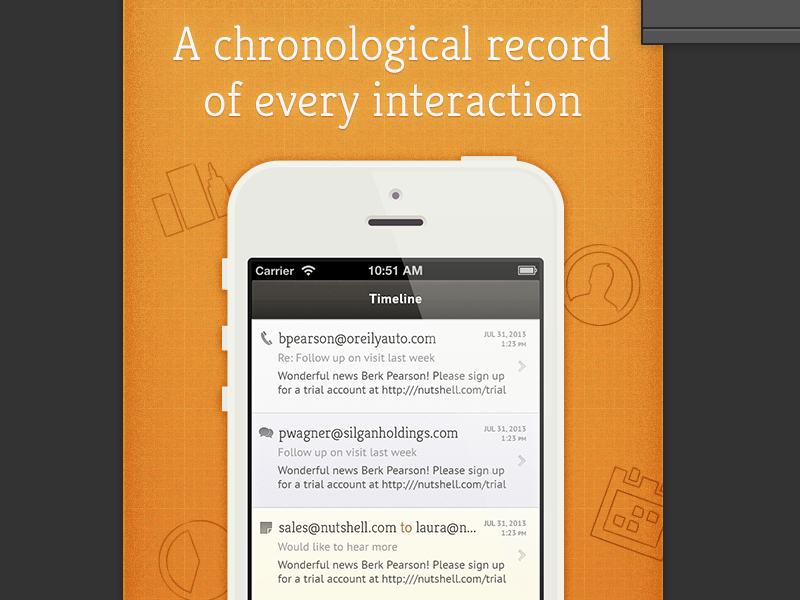 A chronological record
of every interaction
Carrier 10:51 AM
Timeline
bpearson@oreilyauto.com JUL 31, 2013
1:23 PM
Re: Follow up on visit last week
Wonderful news Berk Pearson! Please sign up
for a trial account at http:///nutshell.com/trial
pwagner@silganholdings.com JUL 31, 2013
1:23 PM
Follow up on visit last week
Wonderful news Berk Pearson! Please sign up
for a trial account at http:///nutshell.com/trial
sales@nutshell.com to laura@n... JUL 31, 2013
1:23 PM
Would like to hear more
Wonderful news Berk Pearson! Please sign up
for a trial account at http:///nutshell.com/trial